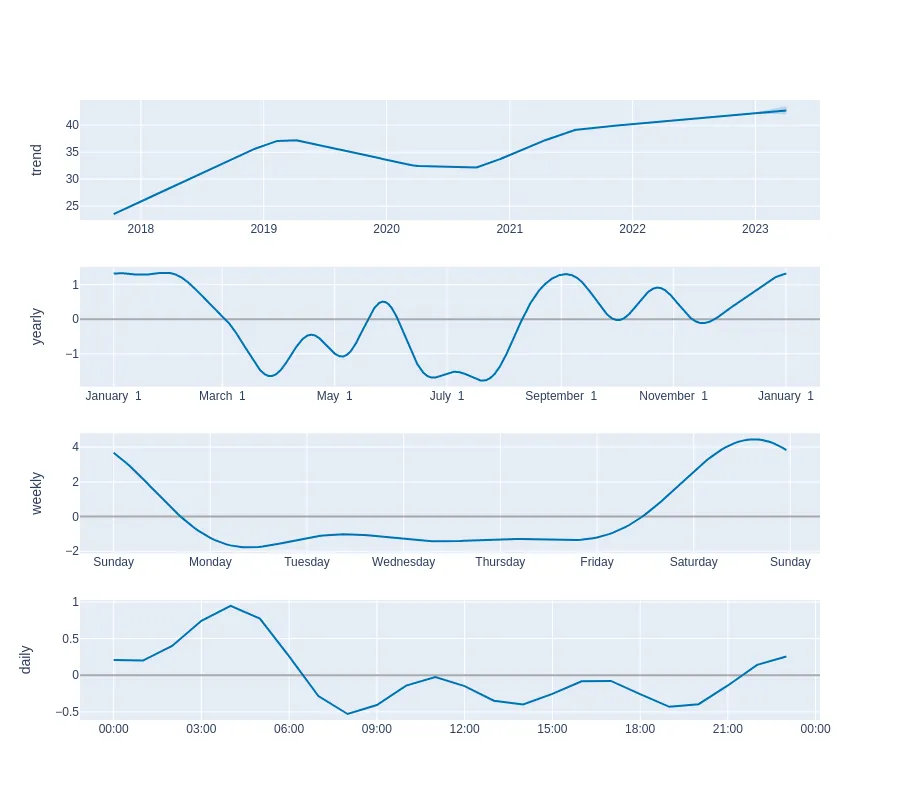 trend
40
35
30
25
2018 2019 2020 2021 2022 2023
yearly
1
0
−1
January 1 March 1 May 1 July 1 September 1 November 1 January 1
weekly
4
2
0
−2
Sunday Monday Tuesday Wednesday Thursday Friday Saturday Sunday
daily
1
0.5
0
−0.5
00:00 03:00 06:00 09:00 12:00 15:00 18:00 21:00 00:00